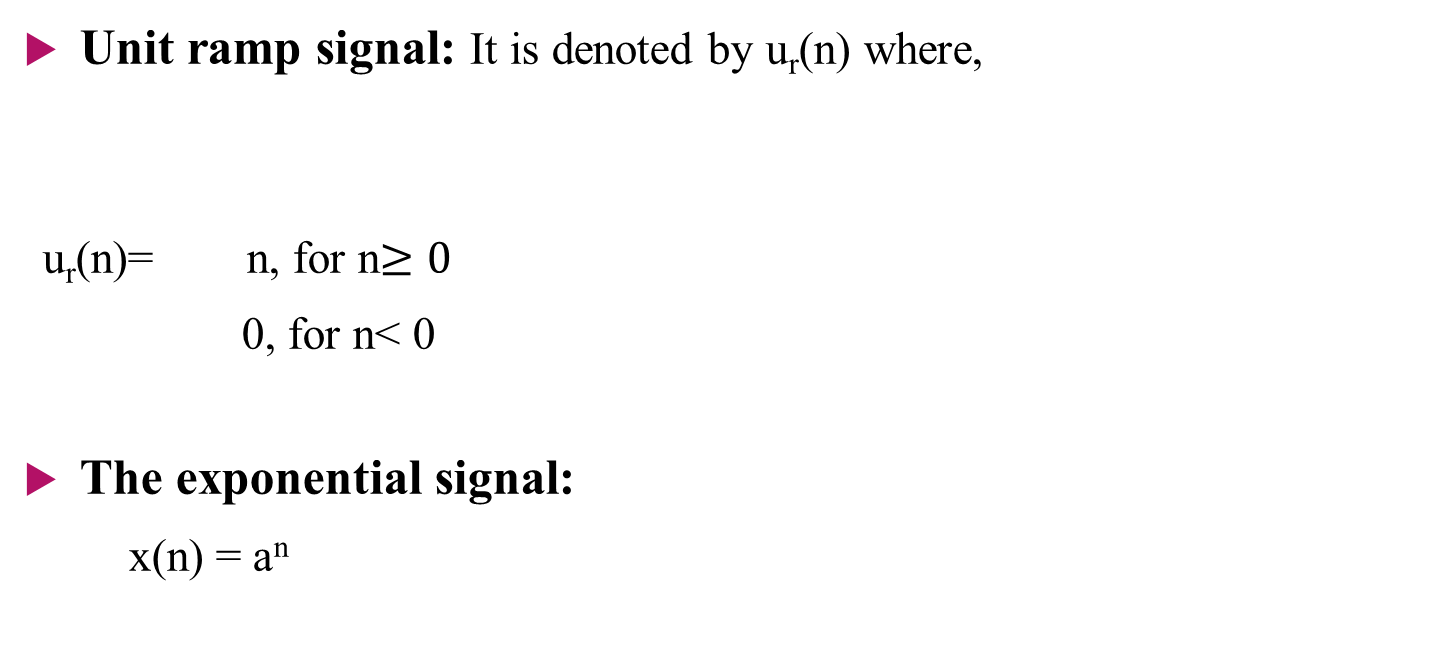 ▶ Unit ramp signal: It is denoted by uᵣ(n) where,
uᵣ(n)= n, for n≥ 0
0, for n< 0
▶ The exponential signal:
x(n) = aⁿ